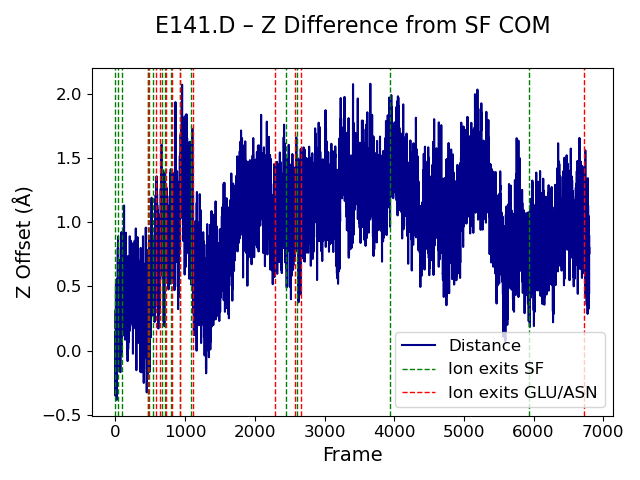 E141.D – Z Difference from SF COM
Z Offset (Å)
2.0
1.5
1.0
0.5
0.0
−0.5
0 1000 2000 3000 4000 5000 6000 7000
Frame
Distance
Ion exits SF
Ion exits GLU/ASN